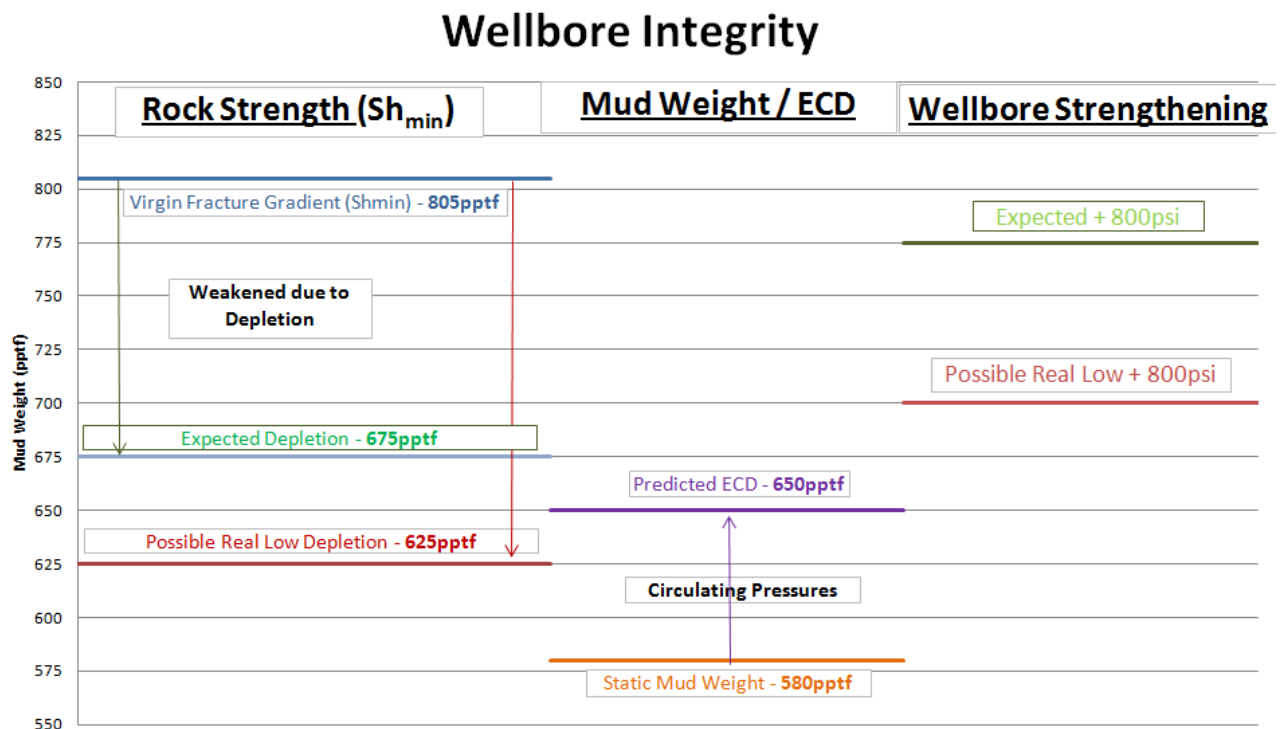 Wellbore Integrity
Rock Strength (Shmin)
Mud Weight / ECD
Wellbore Strengthening
Mud Weight (pptf)
850
825
800
775
750
725
700
675
650
625
600
575
550
Virgin Fracture Gradient (Shmin) - 805pptf
Weakened due to
Depletion
Expected Depletion - 675pptf
Possible Real Low Depletion - 625pptf
Predicted ECD - 650pptf
Circulating Pressures
Static Mud Weight - 580pptf
Expected + 800psi
Possible Real Low + 800psi